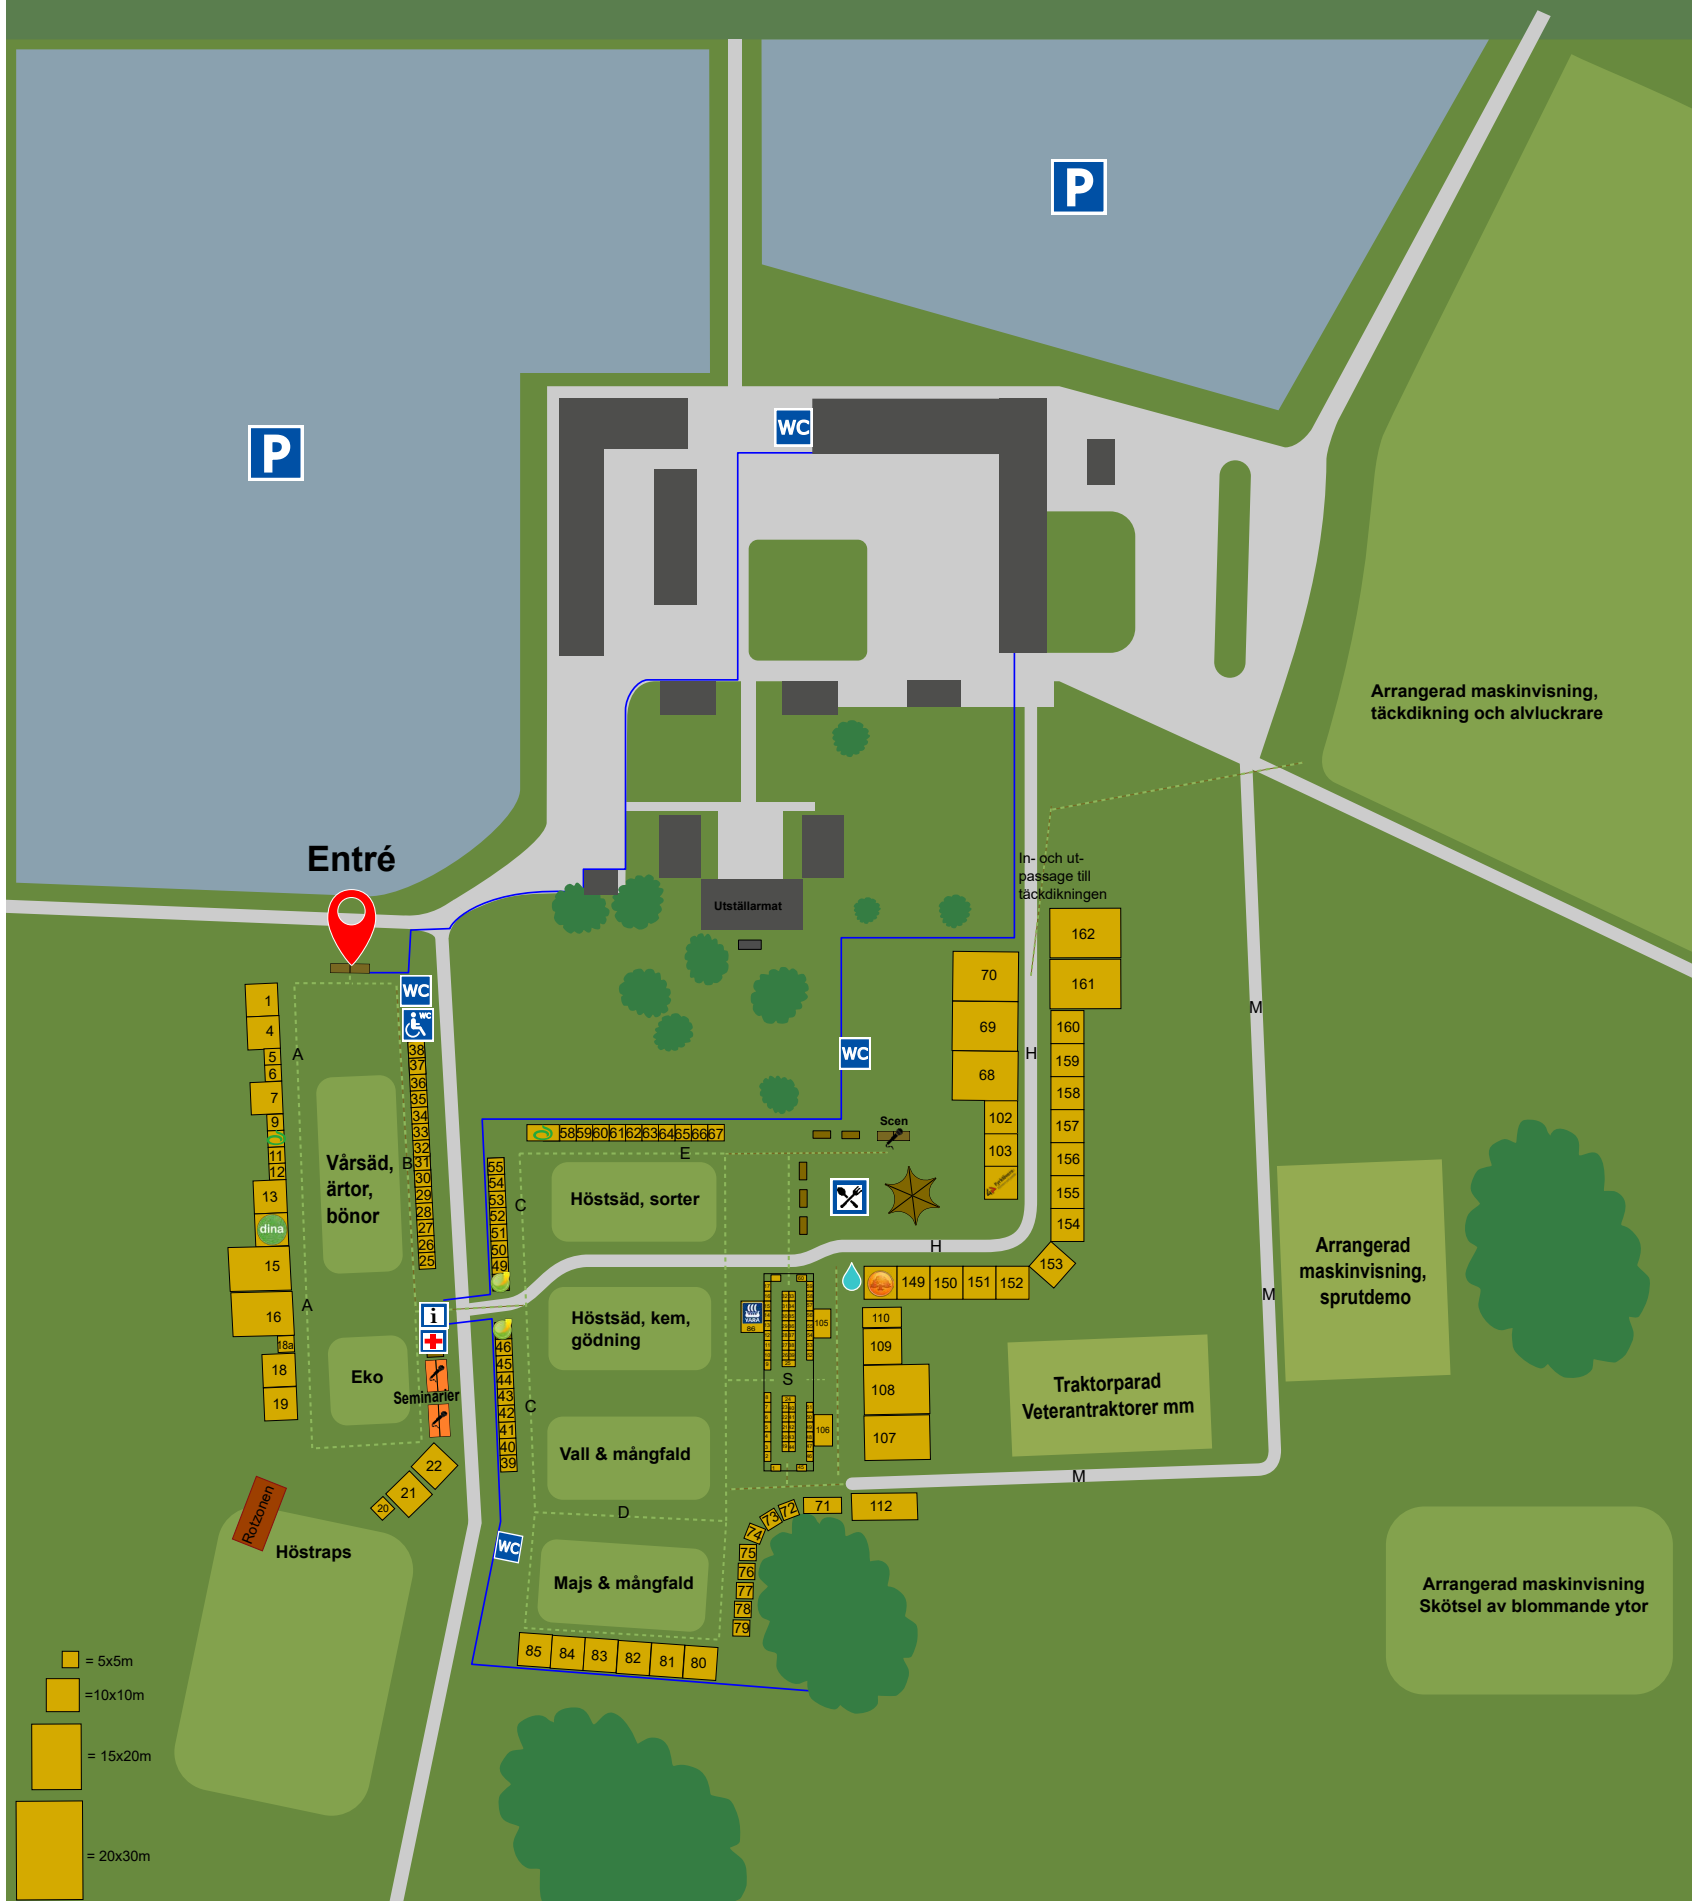 P
P
WC
Arrangerad maskinvisning,
täckdikning och alvluckrare
Entré
In- och ut-
passage till
täckdikningen
Utställarmat
162
161
70
69
68
160
159
158
157
156
155
154
153
102
103
M
H
WC
WC
WC
1
4
5
6
7
9
11
12
13
dina
15
16
18a
18
19
A
A
38
37
36
35
34
33
32
31
30
29
28
27
26
25
B
Vårsäd,
ärtor,
bönor
Eko
i
Seminarier
22
21
20
Rotzonen
Höstraps
Scen
58
59
60
61
62
63
64
65
66
67
E
55
54
53
52
51
50
49
C
Höstsäd, sorter
H
149
150
151
152
46
45
44
43
42
41
40
39
C
Höstsäd, kem,
gödning
YARA
86
105
106
S
110
109
108
107
Vall & mångfald
D
Majs & mångfald
WC
71
72
73
74
75
76
77
78
79
112
85
84
83
82
81
80
M
M
Arrangerad
maskinvisning,
sprutdemo
Traktorparad
Veterantraktorer mm
Arrangerad maskinvisning
Skötsel av blommande ytor
= 5x5m
=10x10m
= 15x20m
= 20x30m